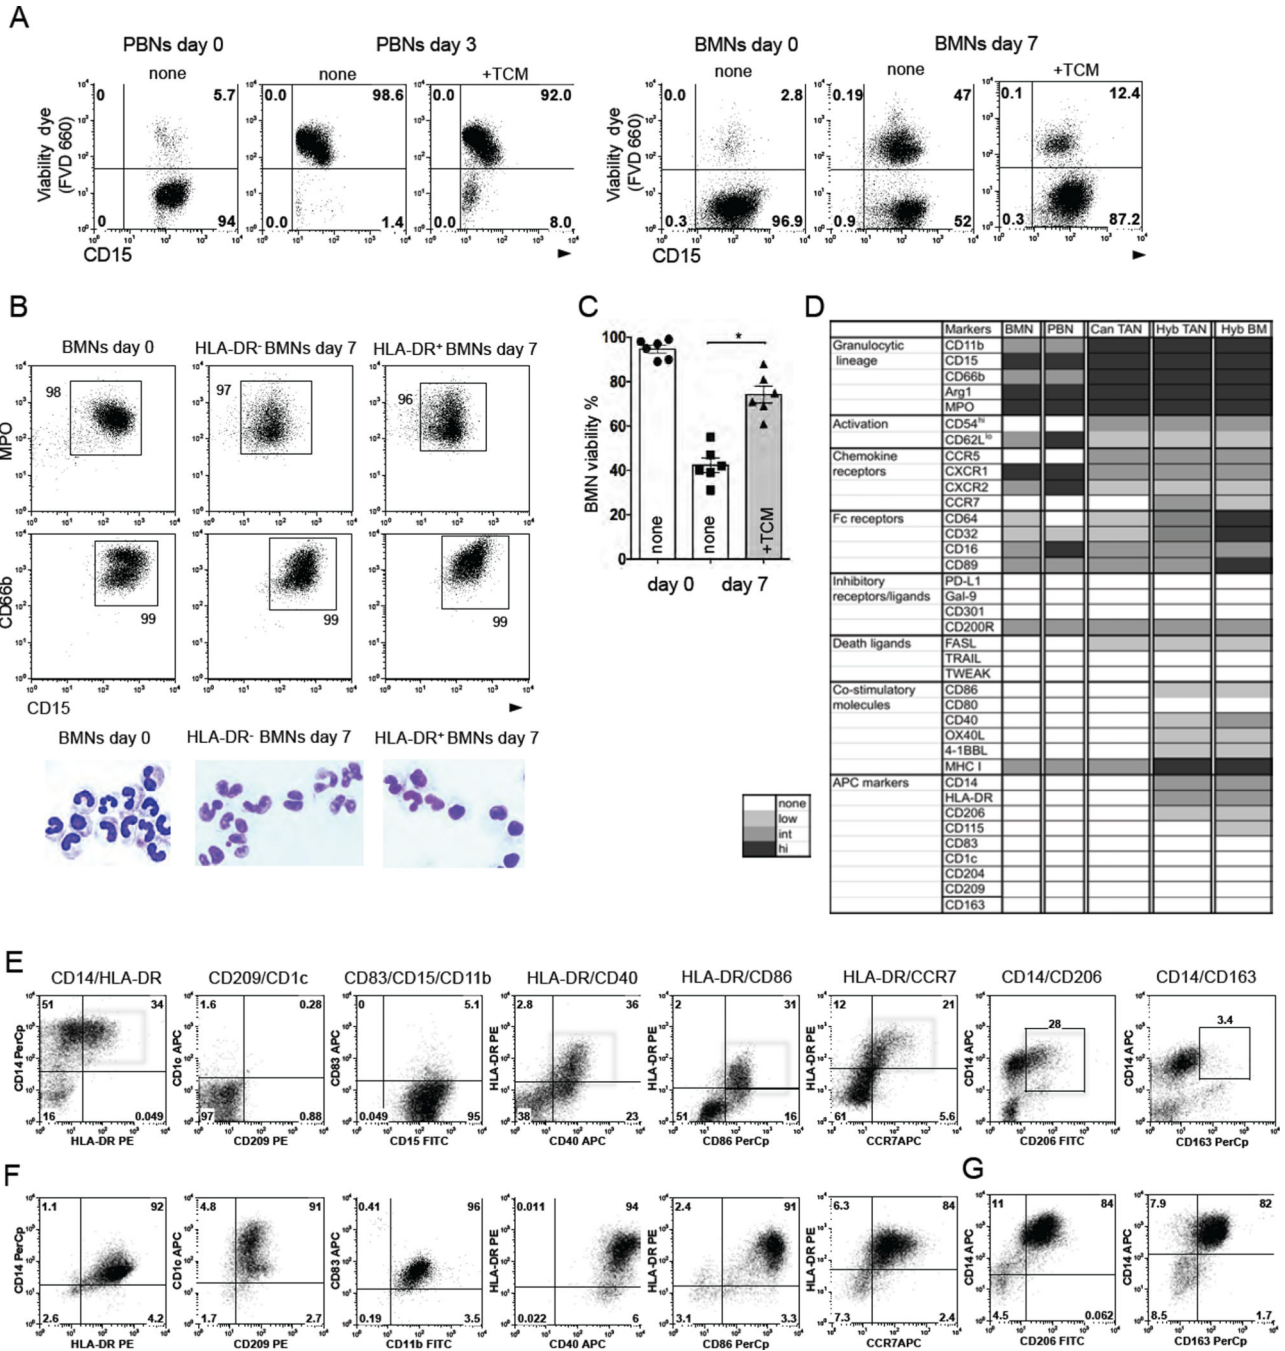 A
PBNs day 0
PBNs day 3
BMNs day 0
BMNs day 7
none
none
+TCM
none
none
+TCM
Viability dye
(FVD 660)
0
5.7
0
94
0.0
98.6
0.0
1.4
0.0
92.0
0.0
8.0
Viability dye
(FVD 660)
0.0
2.8
0.3
96.9
0.19
47
0.9
52
0.1
12.4
0.3
87.2
CD15
CD15
B
BMNs day 0
HLA-DR- BMNs day 7
HLA-DR+ BMNs day 7
MPO
98
97
96
CD66b
99
99
99
CD15
BMNs day 0
HLA-DR- BMNs day 7
HLA-DR+ BMNs day 7
C
BMN viability %
100
80
60
40
20
0
*
none
none
+TCM
day 0
day 7
D
Markers BMN PBN Can TAN Hyb TAN Hyb BM
Granulocytic lineage
CD11b
CD15
CD66b
Arg1
MPO
Activation
CD54hi
CD62Llo
Chemokine receptors
CCR5
CXCR1
CXCR2
CCR7
Fc receptors
CD64
CD32
CD16
CD89
Inhibitory receptors/ligands
PD-L1
Gal-9
CD301
CD200R
Death ligands
FASL
TRAIL
TWEAK
Co-stimulatory molecules
CD86
CD80
CD40
OX40L
4-1BBL
MHC I
APC markers
CD14
HLA-DR
CD206
CD115
CD83
CD1c
CD204
CD209
CD163
none
low
int
hi
E
CD14/HLA-DR
CD209/CD1c
CD83/CD15/CD11b
HLA-DR/CD40
HLA-DR/CD86
HLA-DR/CCR7
CD14/CD206
CD14/CD163
CD14 PerCp
51
34
16
0.049
HLA-DR PE
CD1c APC
1.6
0.28
97
0.88
CD209 PE
CD83 APC
0
5.1
0.049
95
CD15 FITC
HLA-DR PE
2.8
36
38
23
CD40 APC
HLA-DR PE
2
31
51
16
CD86 PerCp
HLA-DR PE
12
21
61
5.6
CCR7APC
CD14 APC
28
CD206 FITC
CD14 APC
3.4
CD163 PerCp
F
CD14 PerCp
1.1
92
2.6
4.2
HLA-DR PE
CD1c APC
4.8
91
1.7
2.7
CD209 PE
CD83 APC
0.41
96
0.19
3.5
CD11b FITC
HLA-DR PE
0.011
94
0.022
6
CD40 APC
HLA-DR PE
2.4
91
3.1
3.3
CD86 PerCp
HLA-DR PE
6.3
84
7.3
2.4
CCR7APC
G
CD14 APC
11
84
4.5
0.062
CD206 FITC
CD14 APC
7.9
82
8.5
1.7
CD163 PerCp